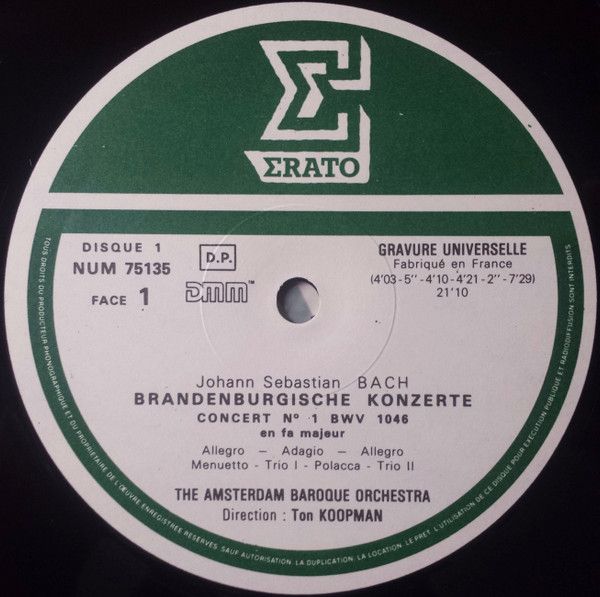 ΣRATO
DISQUE 1
NUM 75135
FACE 1
D.P.
DMM™
GRAVURE UNIVERSELLE
Fabriqué en France
(4'03-5''-4'10-4'21-2''-7'29)
21'10
Johann Sebastian BACH
BRANDENBURGISCHE KONZERTE
CONCERT Nº 1 BWV 1046
en fa majeur
Allegro - Adagio - Allegro
Menuetto - Trio I - Polacca - Trio II
THE AMSTERDAM BAROQUE ORCHESTRA
Direction : Ton KOOPMAN
TOUS DROITS DU PRODUCTEUR PHONOGRAPHIQUE ET DU PROPRIETAIRE DE L'ŒUVRE ENREGISTREE RESERVES. SAUF AUTORISATION. LA DUPLICATION. LA LOCATION. LE PRET. L'UTILISATION DE CE DISQUE POUR EXECUTION PUBLIQUE ET RADIODIFFUSION SONT INTERDITS